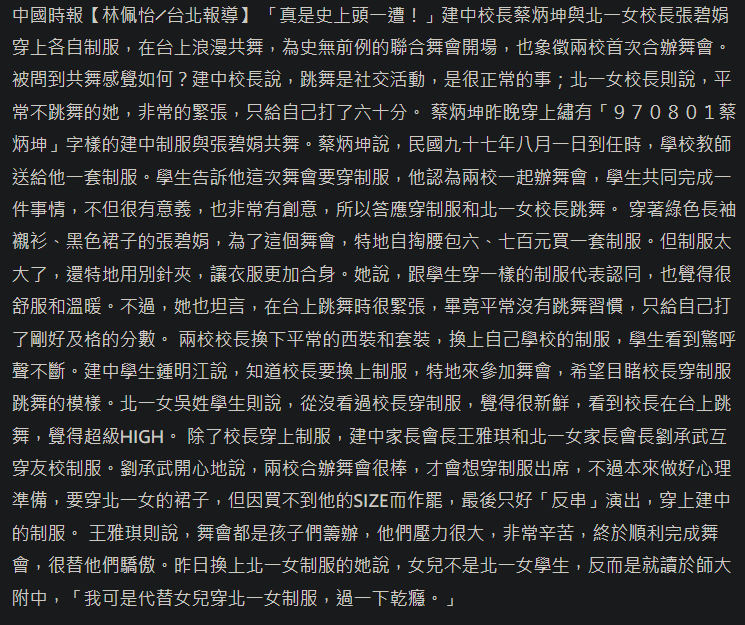 中國時報【林佩怡╱台北報導】 「真是史上頭一遭！」建中校長蔡炳坤與北一女校長張碧娟
穿上各自制服，在台上浪漫共舞，為史無前例的聯合舞會開場，也象徵兩校首次合辦舞會。
被問到共舞感覺如何？建中校長說，跳舞是社交活動，是很正常的事；北一女校長則說，平
常不跳舞的她，非常的緊張，只給自己打了六十分。 蔡炳坤昨晚穿上繡有「９７０８０１蔡
炳坤」字樣的建中制服與張碧娟共舞。蔡炳坤說，民國九十七年八月一日到任時，學校教師
送給他一套制服。學生告訴他這次舞會要穿制服，他認為兩校一起辦舞會，學生共同完成一
件事情，不但很有意義，也非常有創意，所以答應穿制服和北一女校長跳舞。 穿著綠色長袖
襯衫、黑色裙子的張碧娟，為了這個舞會，特地自掏腰包六、七百元買一套制服。但制服太
大了，還特地用別針夾，讓衣服更加合身。她說，跟學生穿一樣的制服代表認同，也覺得很
舒服和溫暖。不過，她也坦言，在台上跳舞時很緊張，畢竟平常沒有跳舞習慣，只給自己打
了剛好及格的分數。 兩校校長換下平常的西裝和套裝，換上自己學校的制服，學生看到驚呼
聲不斷。建中學生鍾明江說，知道校長要換上制服，特地來參加舞會，希望目睹校長穿制服
跳舞的模樣。北一女吳姓學生則說，從沒看過校長穿制服，覺得很新鮮，看到校長在台上跳
舞，覺得超級HIGH。 除了校長穿上制服，建中家長會長王雅琪和北一女家長會長劉承武互
穿友校制服。劉承武開心地說，兩校合辦舞會很棒，才會想穿制服出席，不過本來做好心理
準備，要穿北一女的裙子，但因買不到他的SIZE而作罷，最後只好「反串」演出，穿上建中
的制服。 王雅琪則說，舞會都是孩子們籌辦，他們壓力很大，非常辛苦，終於順利完成舞
會，很替他們驕傲。昨日換上北一女制服的她說，女兒不是北一女學生，反而是就讀於師大
附中，「我可是代替女兒穿北一女制服，過一下乾癮。」